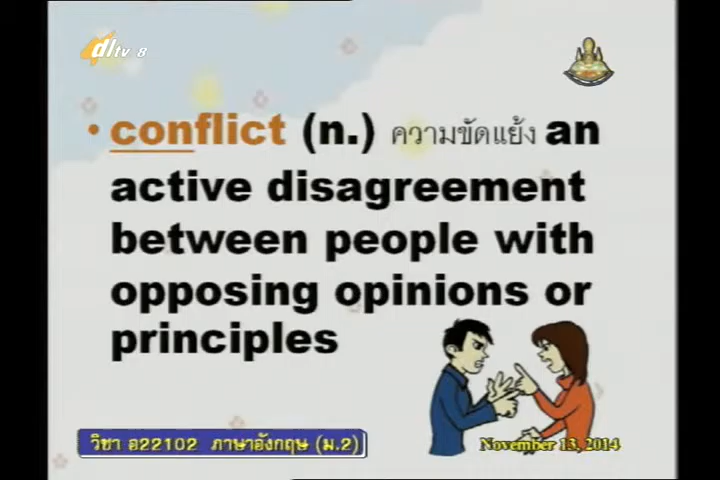 dltv 8
• conflict (n.) ความขัดแย้ง an
active disagreement
between people with
opposing opinions or
principles
วิชา อ22102 ภาษาอังกฤษ (ม.2)
November 13, 2014